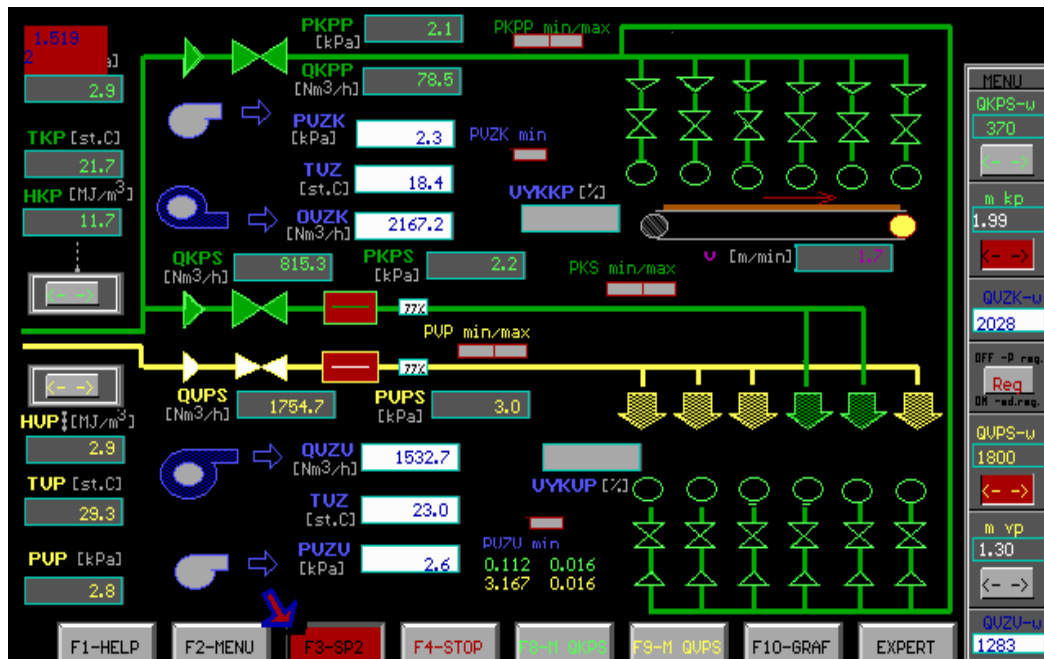 1.519
2
2.9
TKP [st.C]
21.7
HKP [MJ/m³]
11.7
<- ->
PKPP
[kPa]
2.1
PKPP min/max
QKPP
[Nm3/h]
78.5
PVZK
[kPa]
2.3
PVZK min
TVZ
[st.C]
18.4
VYKKP [%]
QVZK
[Nm3/h]
2167.2
V [m/min]
1.7
QKPS
[Nm3/h]
815.3
PKPS
[kPa]
2.2
PKS min/max
77%
PVP min/max
77%
<- ->
HVP [MJ/m³]
2.9
TVP [st.C]
29.3
PVP [kPa]
2.8
QVPS
[Nm3/h]
1754.7
PVPS
[kPa]
3.0
QVZV
[Nm3/h]
1532.7
TVZ
[st.C]
23.0
VYKVP [%]
PVZV
[kPa]
2.6
PVZV min
0.112 0.016
3.167 0.016
MENU
QKPS-w
370
<- ->
m kp
1.99
<- ->
QVZK-w
2028
OFF -P reg.
Reg
ON -ed.reg.
QVPS-w
1800
<- ->
m vp
1.30
<- ->
QVZV-w
1283
F1-HELP
F2-MENU
F3-SP2
F4-STOP
F8-M QKPS
F9-M QVPS
F10-GRAF
EXPERT